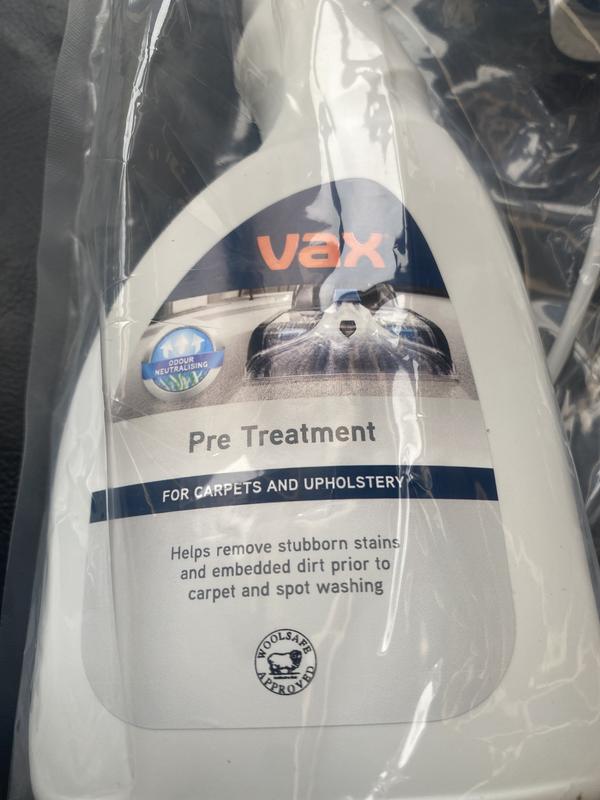 vax
ODOUR
NEUTRALISING
Pre Treatment
FOR CARPETS AND UPHOLSTERY
Helps remove stubborn stains
and embedded dirt prior to
carpet and spot washing
WOOLSAFE
APPROVED